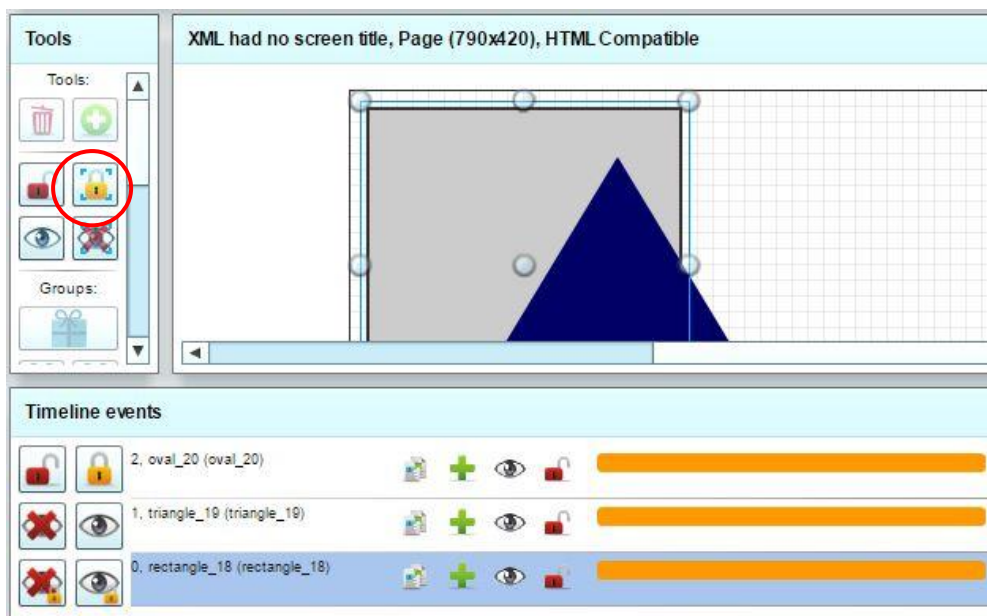 Tools
XML had no screen title, Page (790x420), HTML Compatible
Tools:
Groups:
Timeline events
2, oval_20 (oval_20)
1, triangle_19 (triangle_19)
0, rectangle_18 (rectangle_18)